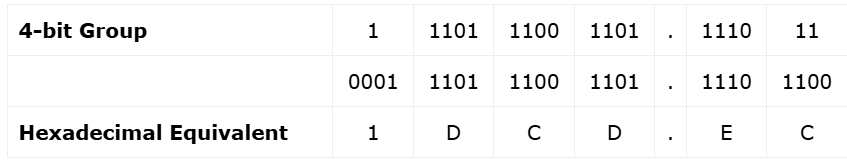 4-bit Group 1 1101 1100 1101 . 1110 11
0001 1101 1100 1101 . 1110 1100
Hexadecimal Equivalent 1 D C D . E C